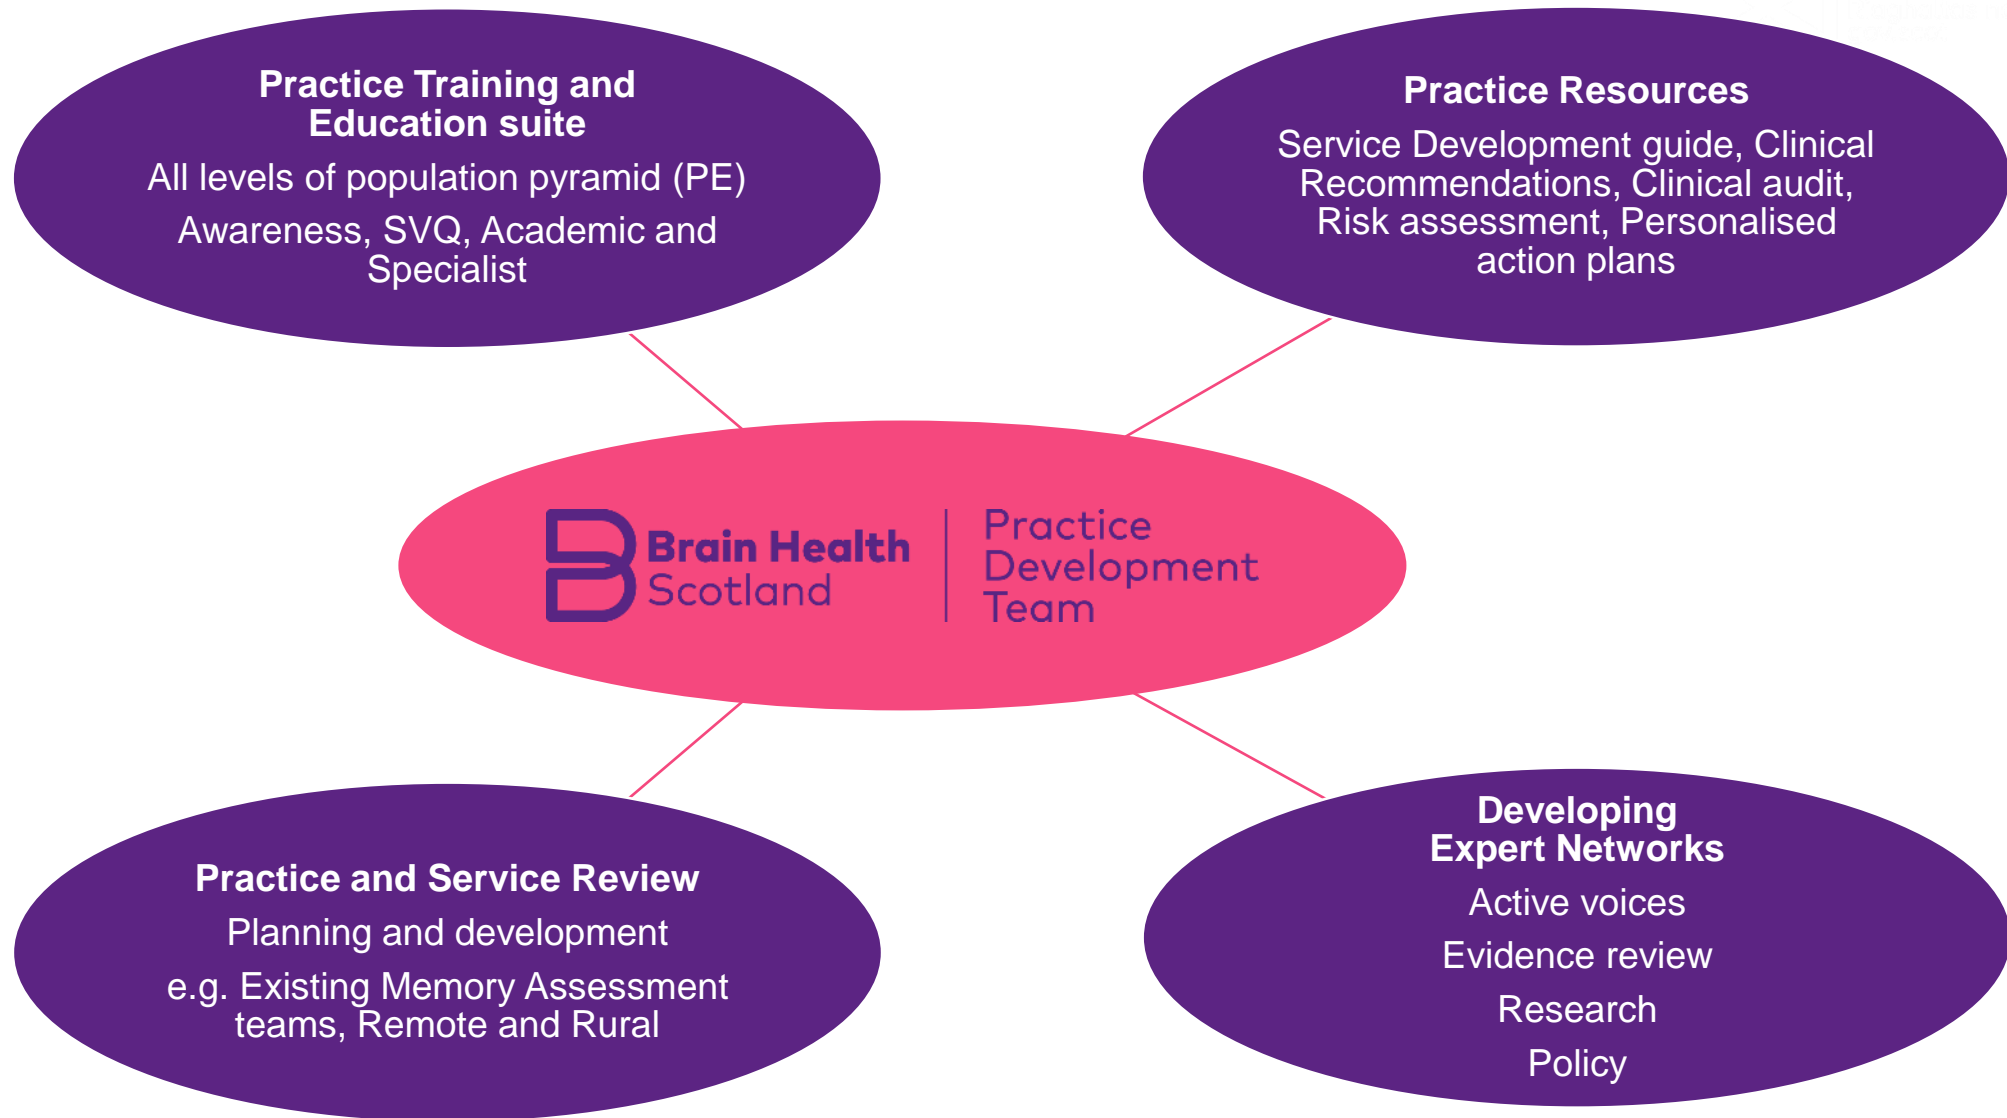 Practice Training and
Education suite
All levels of population pyramid (PE)
Awareness, SVQ, Academic and
Specialist
Practice Resources
Service Development guide, Clinical
Recommendations, Clinical audit,
Risk assessment, Personalised
action plans
Brain Health
Scotland
Practice
Development
Team
Practice and Service Review
Planning and development
e.g. Existing Memory Assessment
teams, Remote and Rural
Developing
Expert Networks
Active voices
Evidence review
Research
Policy